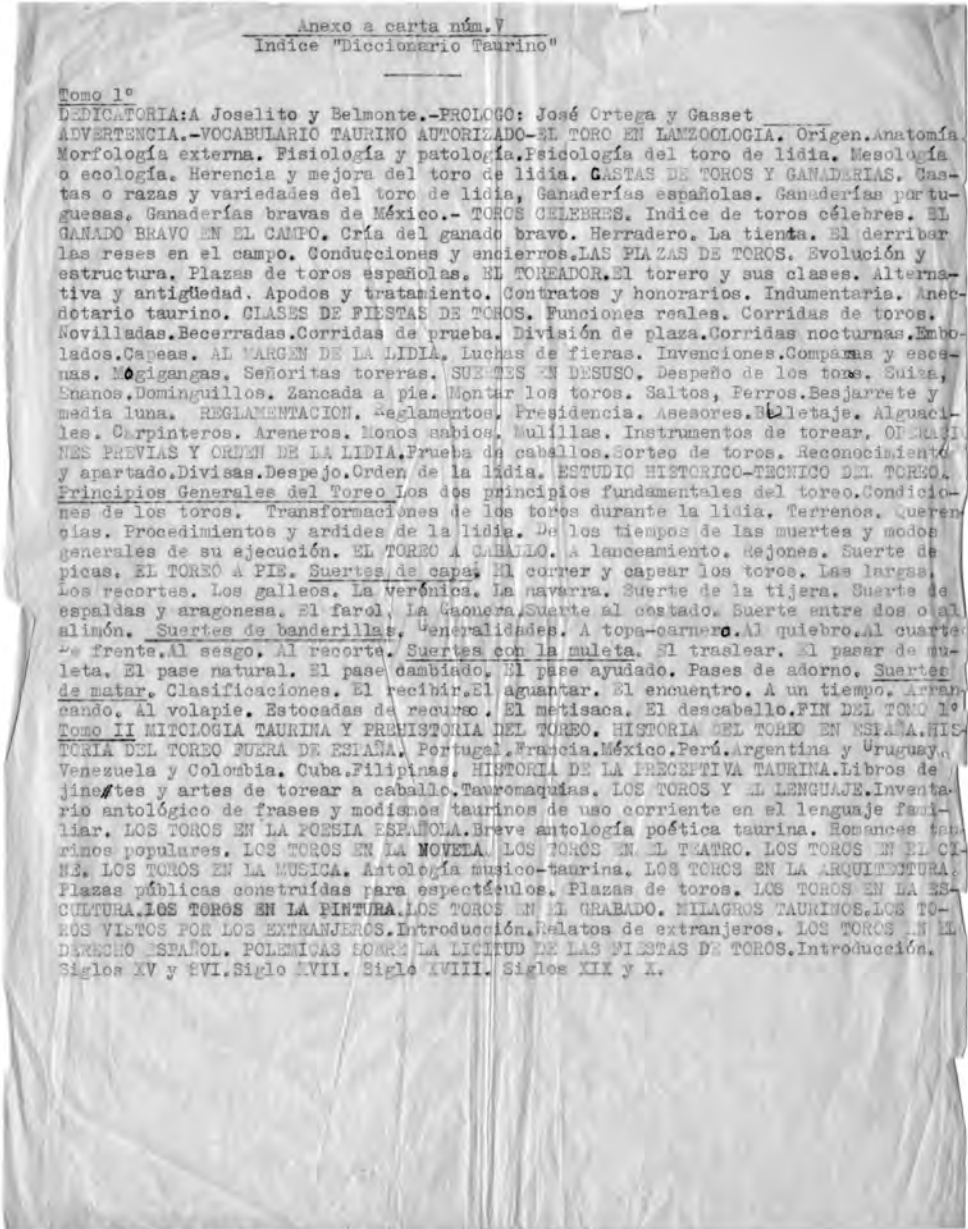 Anexo a carta núm.V
Indice "Diccionario Taurino"
Tomo 1º
DEDICATORIA:A Joselito y Belmonte.-PROLOGO: José Ortega y Gasset
ADVERTENCIA.-VOCABULARIO TAURINO AUTORIZADO-EL TORO EN LAMZOOLOGIA. Origen.Anatomía
Morfología externa. Fisiología y patología.Psicología del toro de lidia. Mesología
o ecología. Herencia y mejora del toro de lidia. CASTAS DE TOROS Y GANADERIAS. Cas-
tas o razas y variedades del toro de lidia, Ganaderías españolas. Ganaderías portu-
guesas. Ganaderías bravas de México.- TOROS CELEBRES. Indice de toros célebres. EL
GANADO BRAVO EN EL CAMPO. Cría del ganado bravo. Herradero. La tienta. El derribar
las reses en el campo. Conducciones y encierros.LAS PLAZAS DE TOROS. Evolución y
estructura. Plazas de toros españolas. EL TOREADOR.El torero y sus clases. Alterna-
tiva y antigüedad. Apodos y tratamiento. Contratos y honorarios. Indumentaria. Anec-
dotario taurino. CLASES DE FIESTAS DE TOROS. Funciones reales. Corridas de toros.
Novilladas.Becerradas.Corridas de prueba. División de plaza.Corridas nocturnas.Embo-
lados.Capeas. AL MARGEN DE LA LIDIA. Luchas de fieras. Invenciones.Comparsas y esce-
nas. Mogigangas. Señoritas toreras. SUERTES EN DESUSO. Despeño de los toros. Suiza,
Enanos.Dominguillos. Zancada a pie. Montar los toros. Saltos, Perros.Desjarrete y
media luna. REGLAMENTACION. Reglamentos. Presidencia. Asesores.Billetaje. Alguaci-
les. Carpinteros. Areneros. Monos sabios. Mulillas. Instrumentos de torear. OPERACI
NES PREVIAS Y ORDEN DE LA LIDIA.Prueba de caballos.Sorteo de toros. Reconocimiento
y apartado.Divisas.Despejo.Orden de la lidia. ESTUDIO HISTORICO-TECNICO DEL TOREO.
Principios Generales del Toreo Los dos principios fundamentales del toreo.Condicio-
nes de los toros. Transformaciones de los toros durante la lidia. Terrenos. Queren
cias. Procedimientos y ardides de la lidia. De los tiempos de las muertes y modos
generales de su ejecución. EL TOREO A CABALLO. A lanceamiento. Rejones. Suerte de
picas. EL TOREO A PIE. Suertes de capa. El correr y capear los toros. Las largas.
Los recortes. Los galleos. La verónica. La navarra. Suerte de la tijera. Suerte de
espaldas y aragonesa. El farol. La Gaonera.Suerte al costado. Suerte entre dos o al
alimón. Suertes de banderillas. Generalidades. A topa-carnero.Al quiebro.Al cuarte
De frente.Al sesgo. Al recorte. Suertes con la muleta. El traslear. El pasar de mu-
leta. El pase natural. El pase cambiado. El pase ayudado. Pases de adorno. Suertes
de matar. Clasificaciones. El recibir.El aguantar. El encuentro. A un tiempo. Arran
cando. Al volapie. Estocadas de recurso. El metisaca. El descabello.FIN DEL TOMO 1º
Tomo II MITOLOGIA TAURINA Y PREHISTORIA DEL TOREO. HISTORIA DEL TOREO EN ESPAÑA.HIS-
TORIA DEL TOREO FUERA DE ESPAÑA. Portugal.Francia.México.Perú.Argentina y Uruguay.
Venezuela y Colombia. Cuba.Filipinas. HISTORIA DE LA PRECEPTIVA TAURINA.Libros de
jinetes y artes de torear a caballo.Tauromaquías. LOS TOROS Y EL LENGUAJE.Inventa-
rio antológico de frases y modismos taurinos de uso corriente en el lenguaje fami-
liar. LOS TOROS EN LA POESIA ESPAÑOLA.Breve antología poética taurina. Romances tau
rinos populares. LOS TOROS EN LA NOVELA. LOS TOROS EN EL TEATRO. LOS TOROS EN EL CI-
NE. LOS TOROS EN LA MUSICA. Antología musico-taurina. LOS TOROS EN LA ARQUITECTURA.
Plazas públicas construídas para espectáculos. Plazas de toros. LOS TOROS EN LA ES-
CULTURA.LOS TOROS EN LA PINTURA.LOS TOROS EN EL GRABADO. MILAGROS TAURINOS.LOS TO-
ROS VISTOS POR LOS EXTRANJEROS.Introducción.Relatos de extranjeros. LOS TOROS EN EL
DERECHO ESPAÑOL. POLEMICAS SOBRE LA LICITUD DE LAS FIESTAS DE TOROS.Introducción.
Siglos XV y XVI.Siglo XVII. Siglo XVIII. Siglos XIX y X.